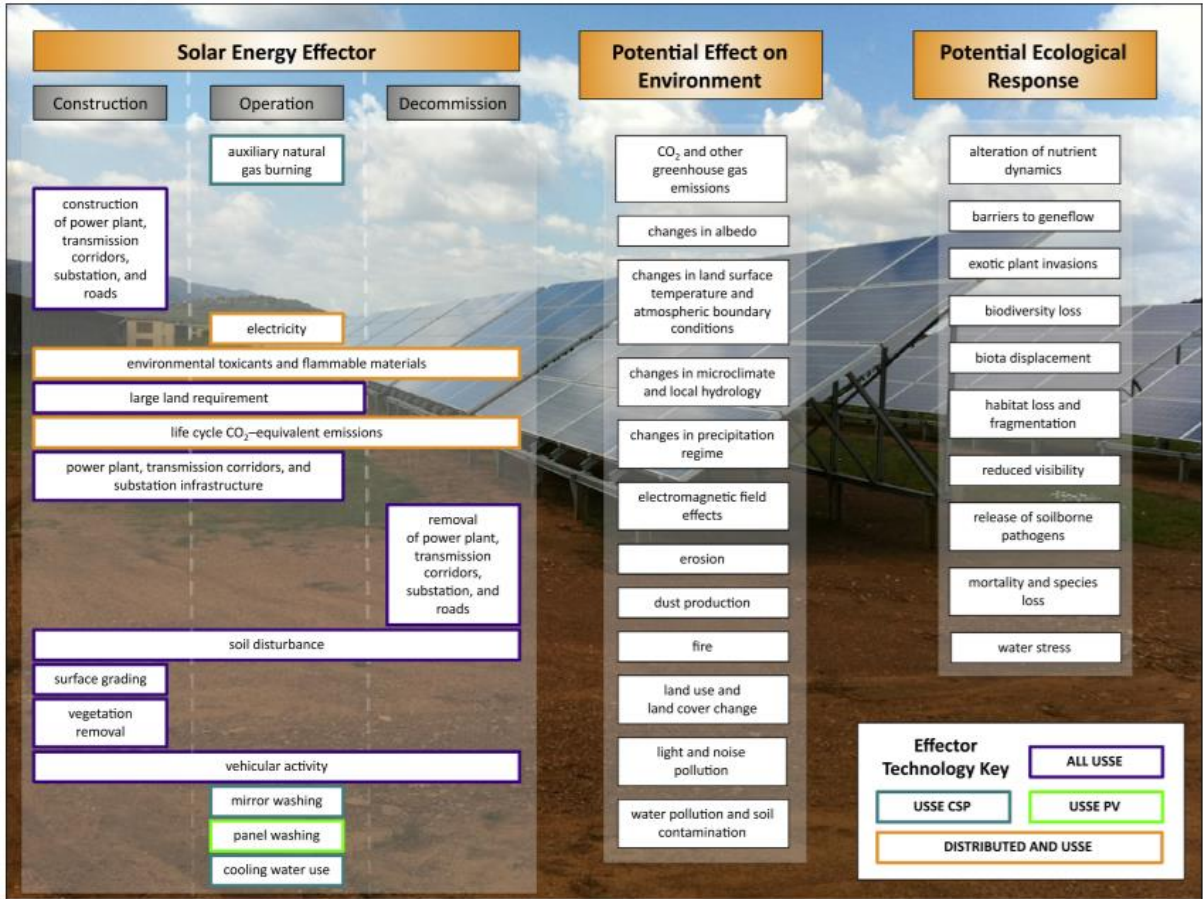 Solar Energy Effector
Construction
Operation
Decommission
auxiliary natural
gas burning
construction
of power plant,
transmission
corridors,
substation, and
roads
electricity
environmental toxicants and flammable materials
large land requirement
life cycle CO₂–equivalent emissions
power plant, transmission corridors, and
substation infrastructure
removal
of power plant,
transmission
corridors,
substation, and
roads
soil disturbance
surface grading
vegetation
removal
vehicular activity
mirror washing
panel washing
cooling water use
Potential Effect on
Environment
CO₂ and other
greenhouse gas
emissions
changes in albedo
changes in land surface
temperature and
atmospheric boundary
conditions
changes in microclimate
and local hydrology
changes in precipitation
regime
electromagnetic field
effects
erosion
dust production
fire
land use and
land cover change
light and noise
pollution
water pollution and soil
contamination
Potential Ecological
Response
alteration of nutrient
dynamics
barriers to geneflow
exotic plant invasions
biodiversity loss
biota displacement
habitat loss and
fragmentation
reduced visibility
release of soilborne
pathogens
mortality and species
loss
water stress
Effector
Technology Key
ALL USSE
USSE CSP
USSE PV
DISTRIBUTED AND USSE